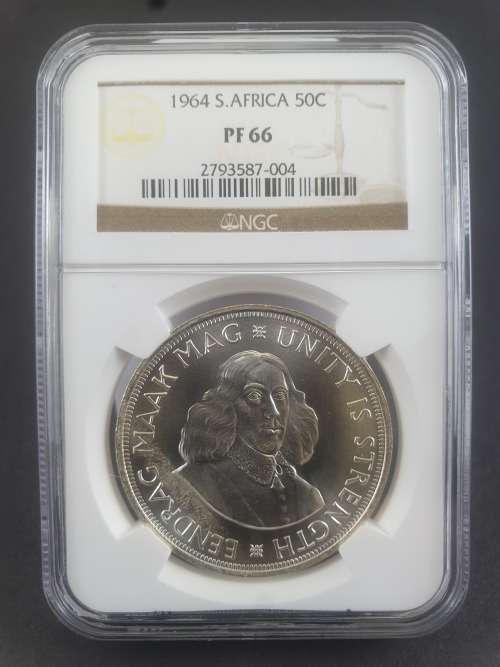 1964 S.AFRICA 50C
PF 66
2793587-004
NGC
EENDRAG MAAK MAG
UNITY IS STRENGTH